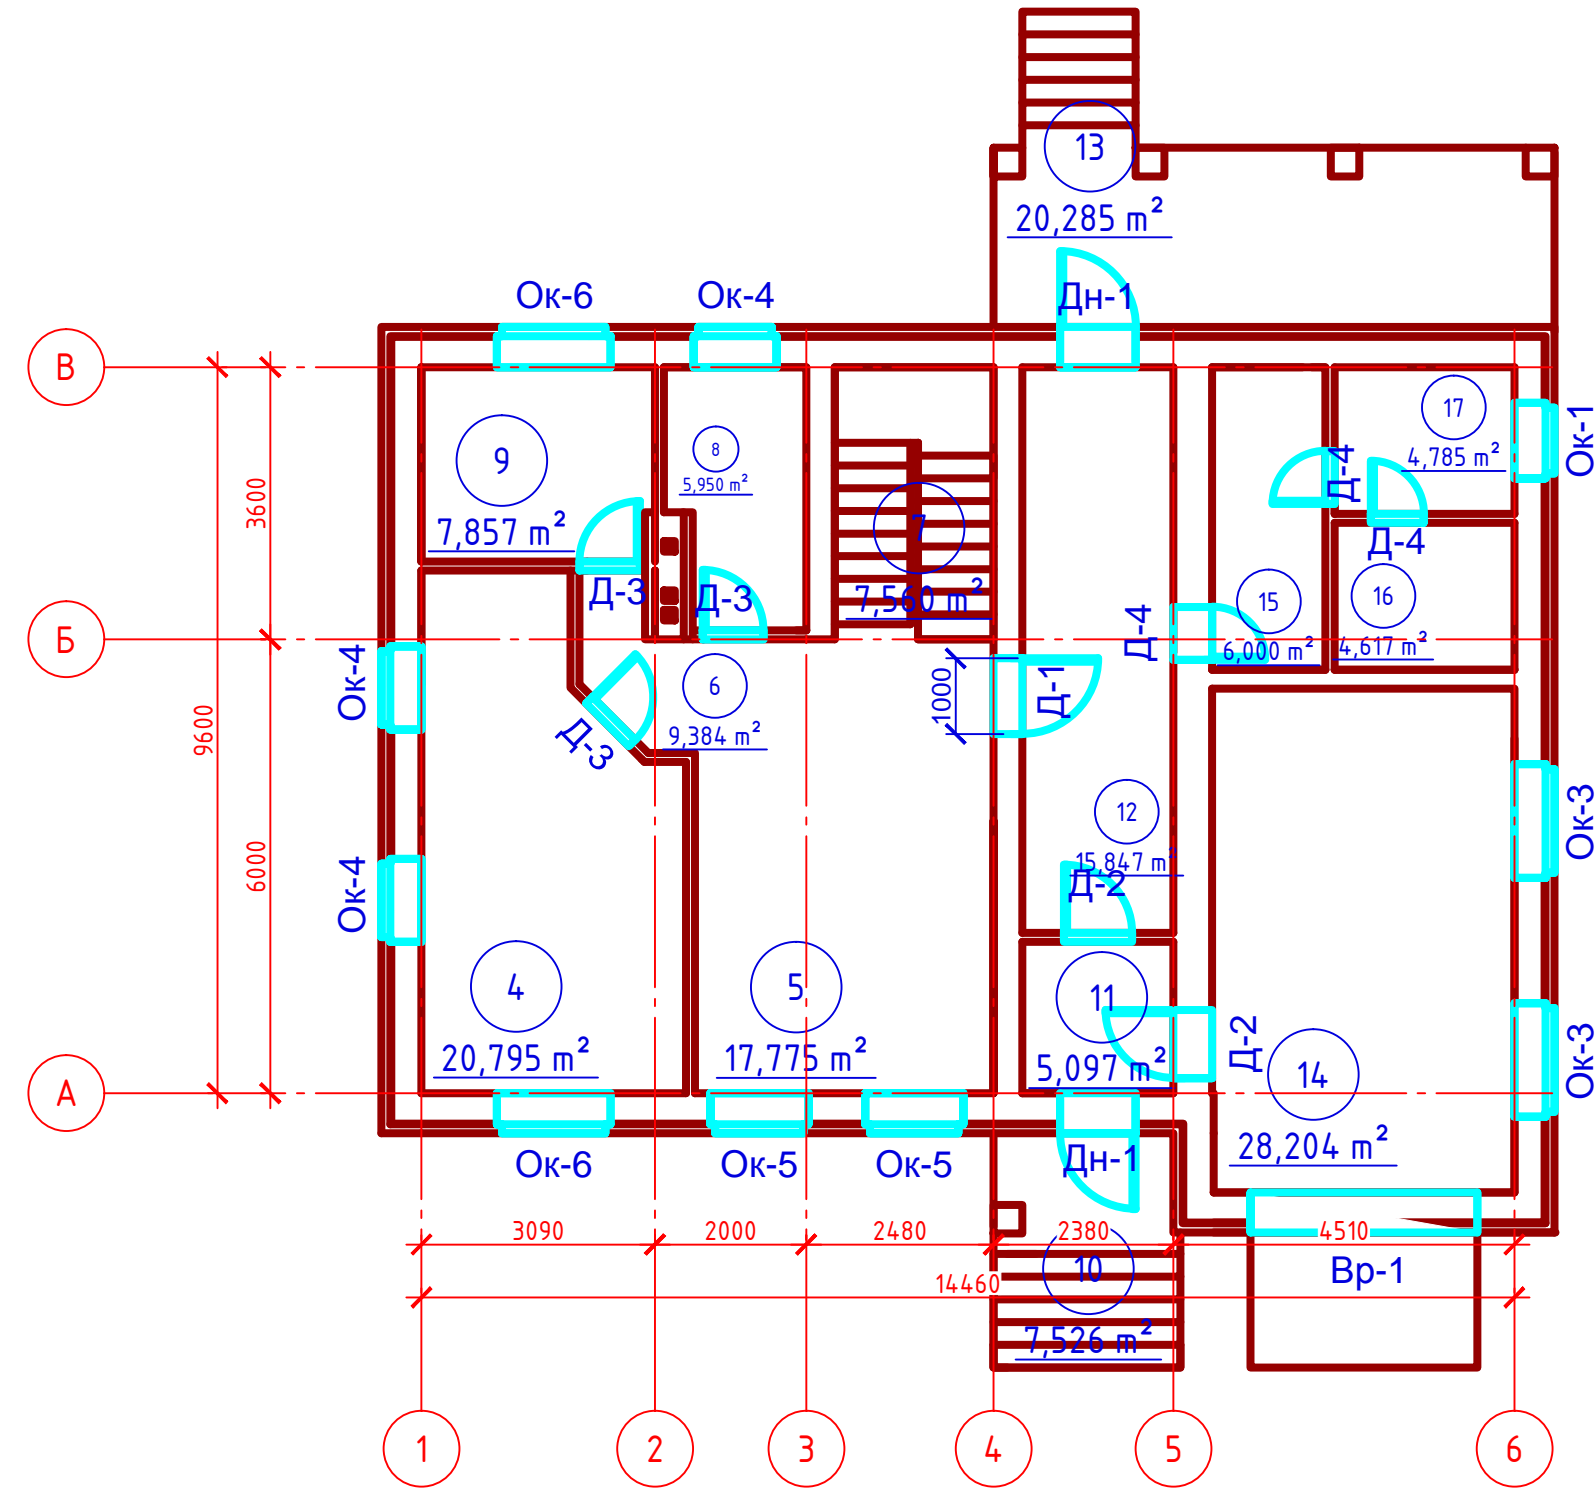 13
20,285 m²
Ок-6
Ок-4
Дн-1
В
9
7,857 m²
8
5,950 m²
7
7,560 m²
17
4,785 m²
Ок-1
Д-4
Д-4
3600
Д-3
Д-3
15
6,000 m²
16
4,617 m²
Б
Ок-4
Д-4
6
9,384 m²
1000
Д-1
Д-3
9600
6000
12
15,847 m²
Д-2
Ок-3
Ок-4
4
20,795 m²
5
17,775 m²
11
5,097 m²
Д-2
14
28,204 m²
Ок-3
А
Ок-6
Ок-5
Ок-5
Дн-1
3090
2000
2480
2380
4510
14460
10
7,526 m²
Вр-1
1
2
3
4
5
6